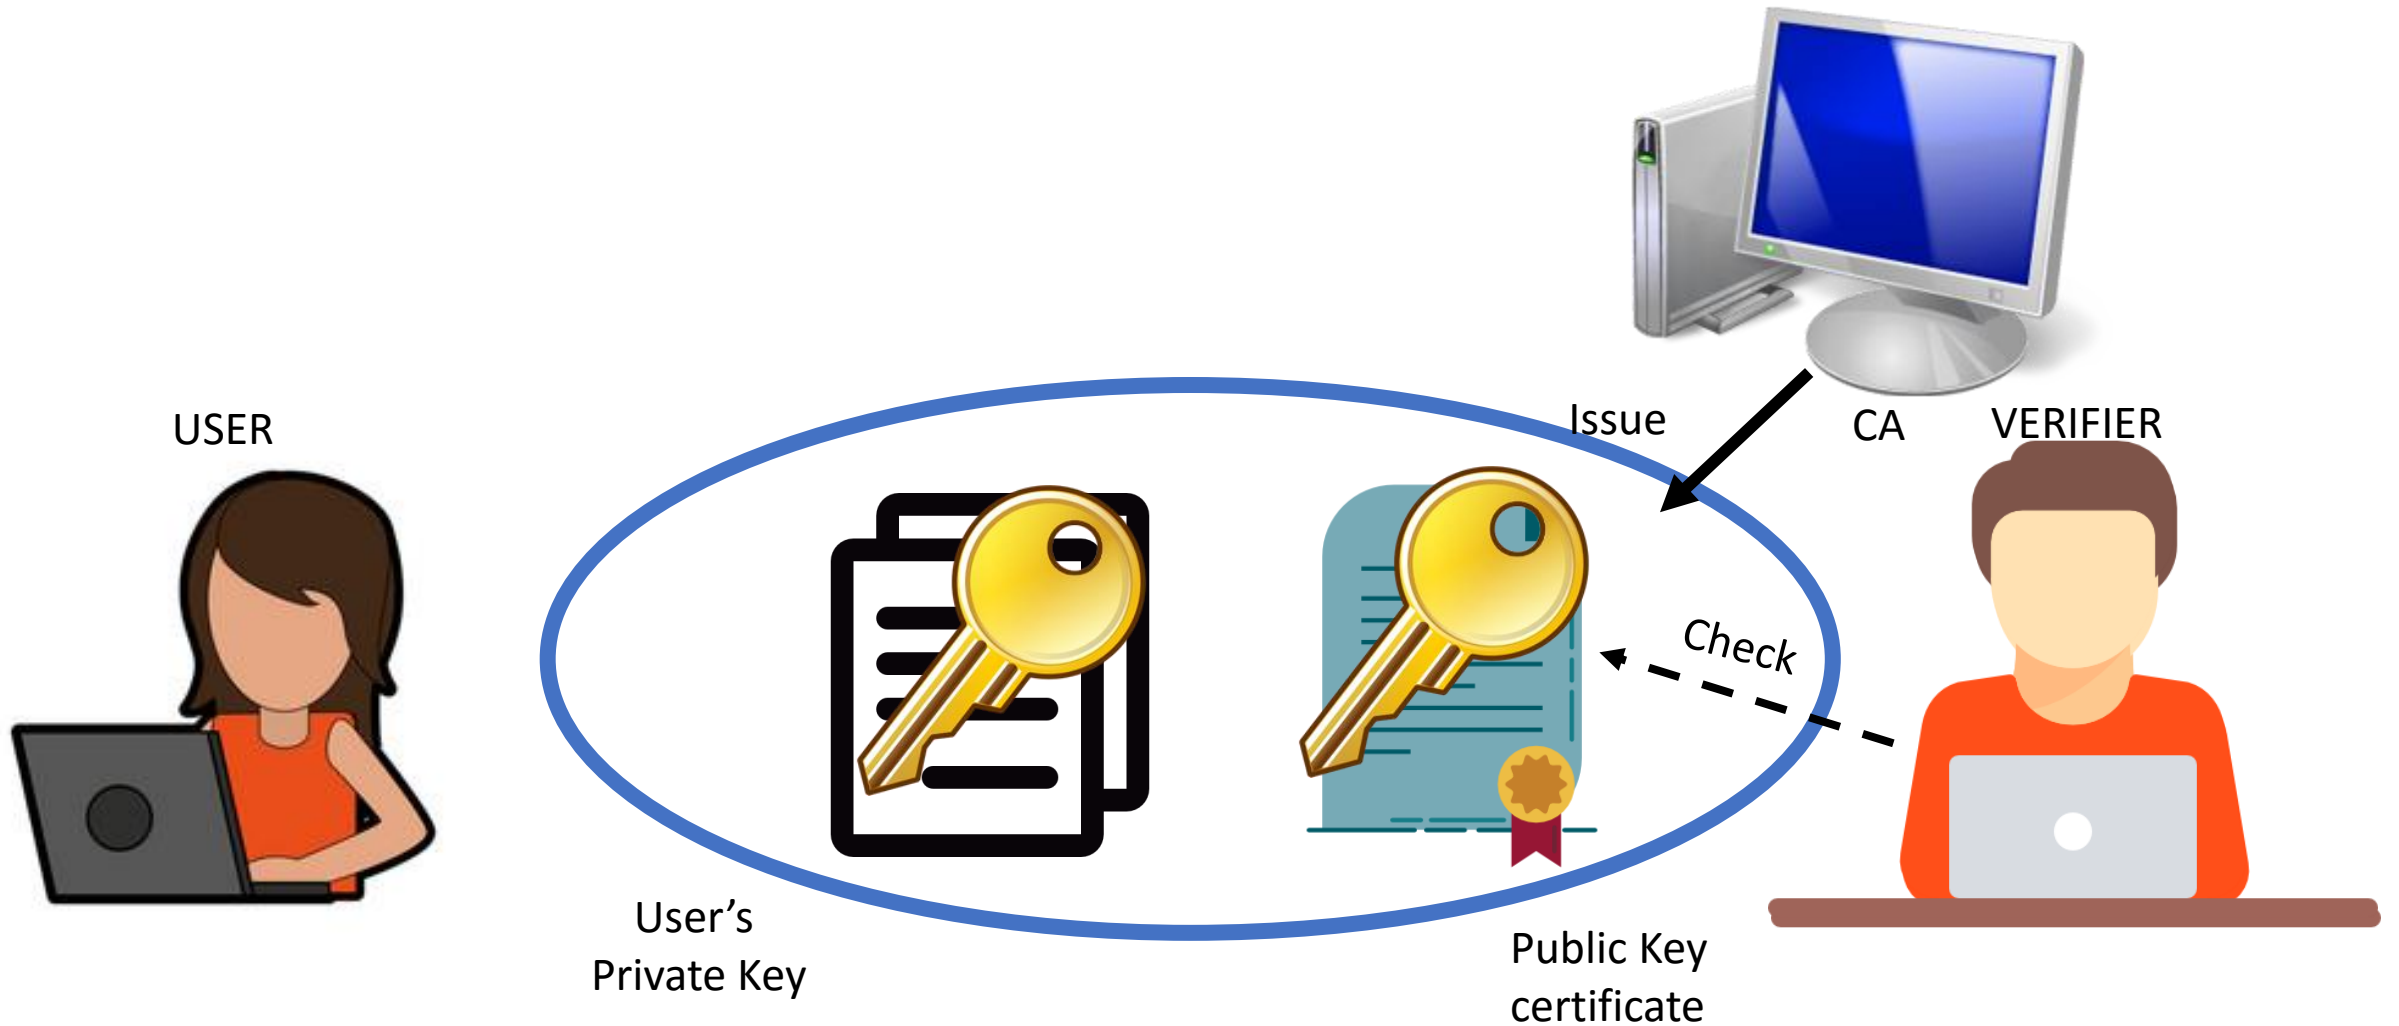 USER
Issue
CA
VERIFIER
Check
User’s
Private Key
Public Key
certificate